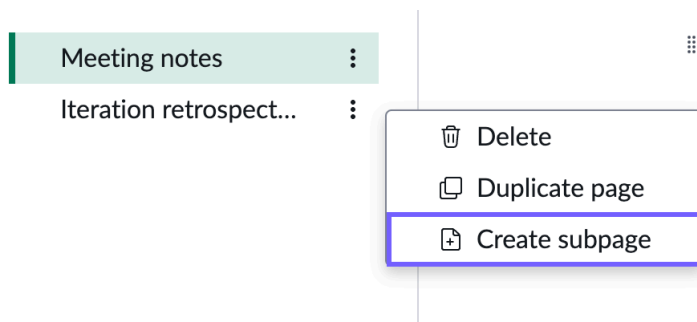 Meeting notes
Iteration retrospect...
Delete
Duplicate page
Create subpage